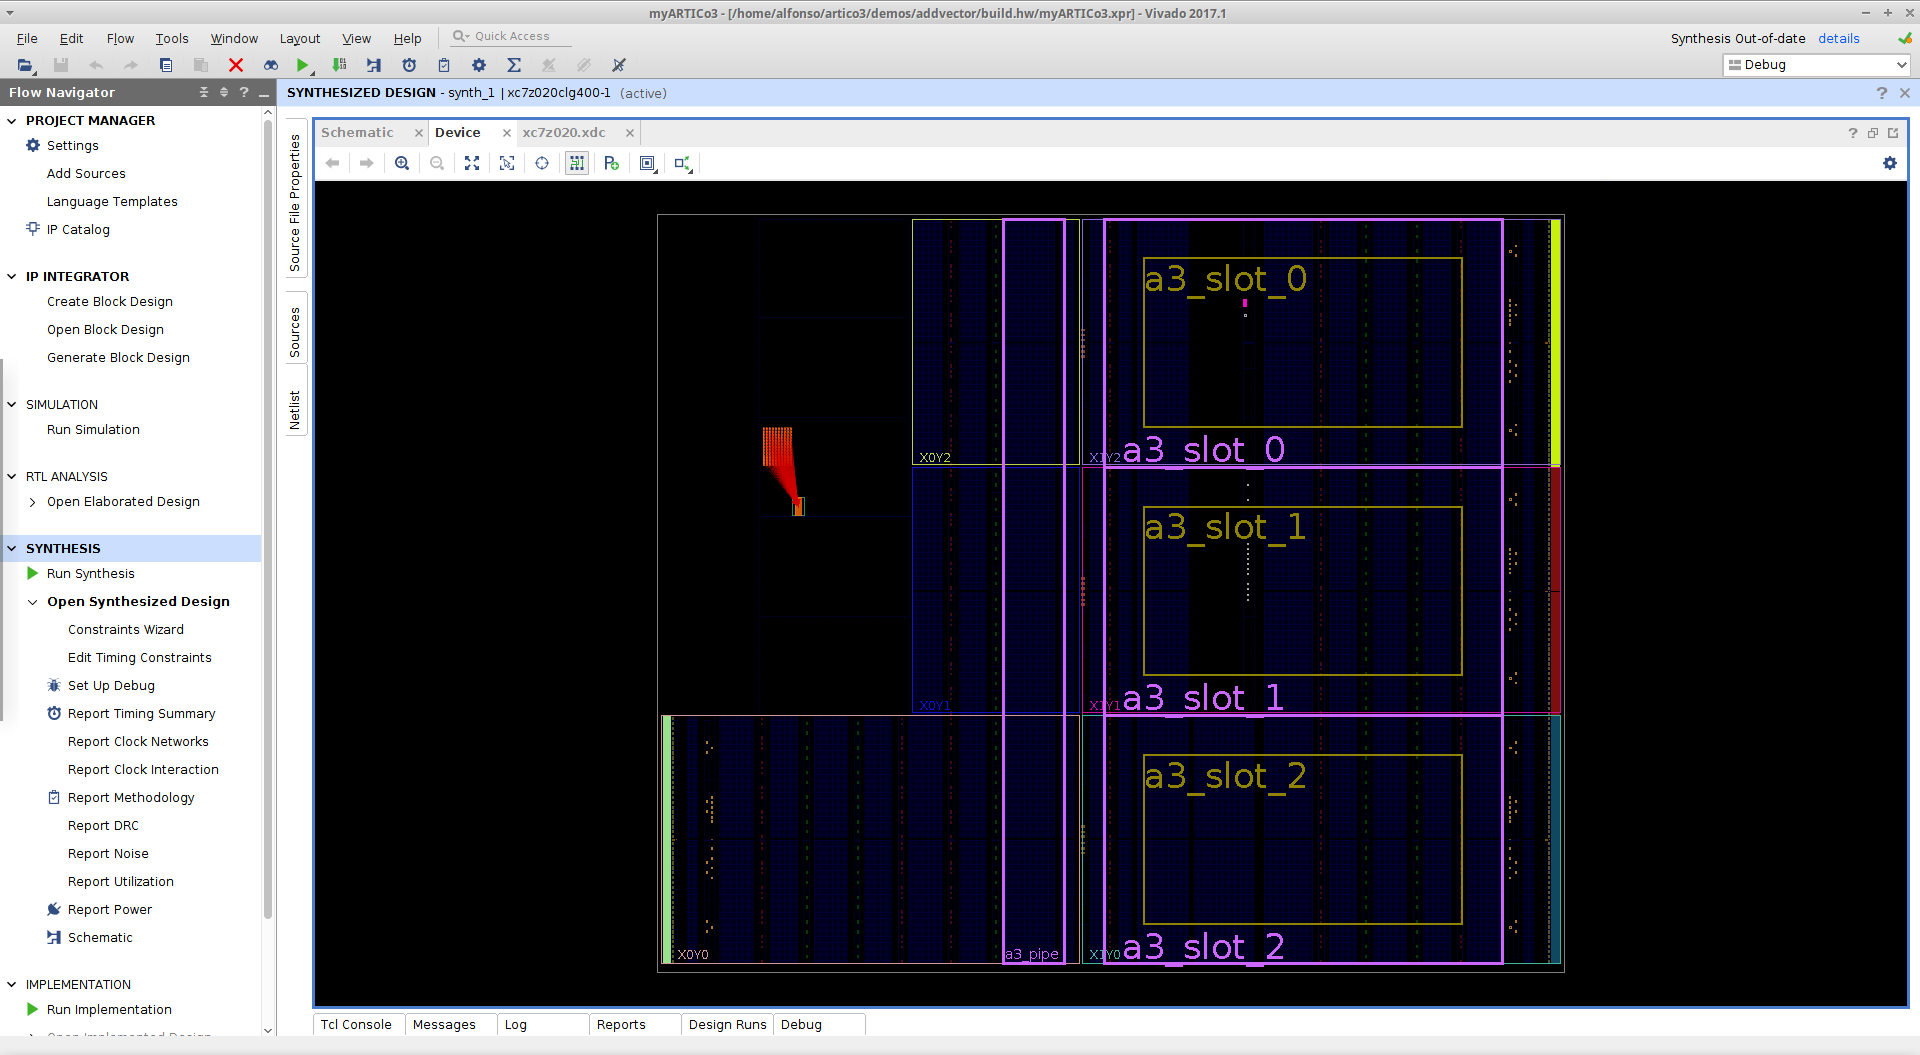 myARTICo3 - [/home/alfonso/artico3/demos/addvector/build.hw/myARTICo3.xpr] - Vivado 2017.1
File Edit Flow Tools Window Layout View Help Quick Access
Synthesis Out-of-date details
Debug
Flow Navigator
SYNTHESIZED DESIGN - synth_1 | xc7z020clg400-1 (active)
PROJECT MANAGER
Settings
Add Sources
Language Templates
IP Catalog
IP INTEGRATOR
Create Block Design
Open Block Design
Generate Block Design
SIMULATION
Run Simulation
RTL ANALYSIS
Open Elaborated Design
SYNTHESIS
Run Synthesis
Open Synthesized Design
Constraints Wizard
Edit Timing Constraints
Set Up Debug
Report Timing Summary
Report Clock Networks
Report Clock Interaction
Report Methodology
Report DRC
Report Noise
Report Utilization
Report Power
Schematic
IMPLEMENTATION
Run Implementation
Open Implemented Design
Source File Properties
Sources
Netlist
Schematic
Device
xc7z020.xdc
a3_slot_0
X0Y2
X1Y2
a3_slot_0
a3_slot_1
X0Y1
X1Y1
a3_slot_1
a3_slot_2
X0Y0
a3_pipe
X1Y0
a3_slot_2
Tcl Console
Messages
Log
Reports
Design Runs
Debug